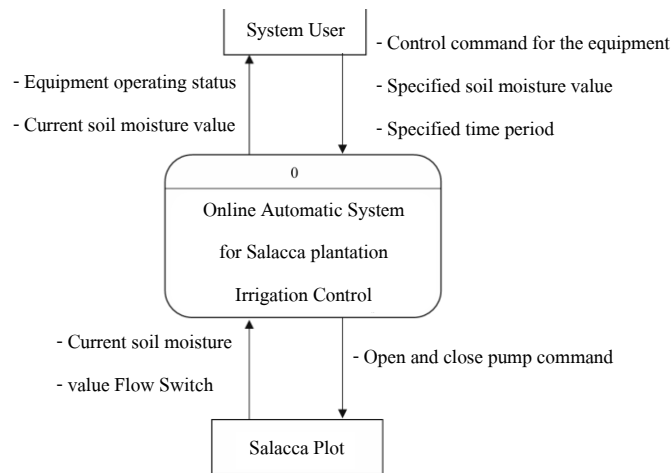 System User
- Equipment operating status
- Current soil moisture value
- Control command for the equipment
- Specified soil moisture value
- Specified time period
0
Online Automatic System
for Salacca plantation
Irrigation Control
- Current soil moisture
- value Flow Switch
- Open and close pump command
Salacca Plot